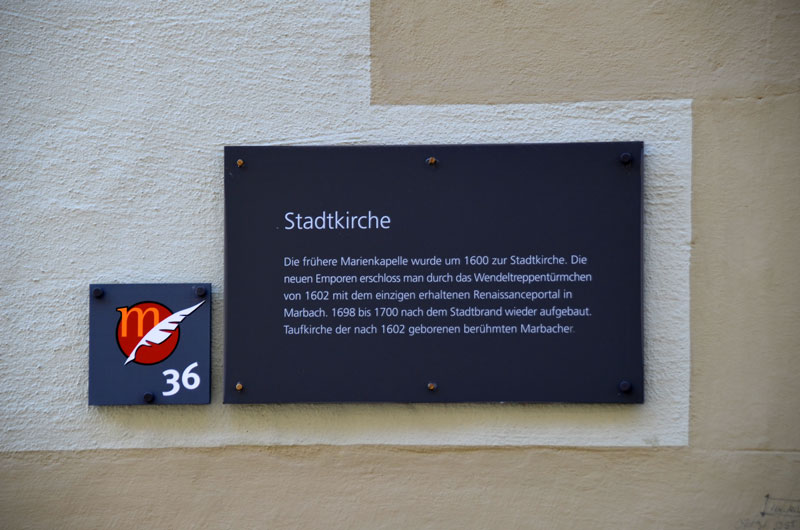 Stadtkirche
Die frühere Marienkapelle wurde um 1600 zur Stadtkirche. Die
neuen Emporen erschloss man durch das Wendeltreppentürmchen
von 1602 mit dem einzigen erhaltenen Renaissanceportal in
Marbach. 1698 bis 1700 nach dem Stadtbrand wieder aufgebaut.
Taufkirche der nach 1602 geborenen berühmten Marbacher.
m
36